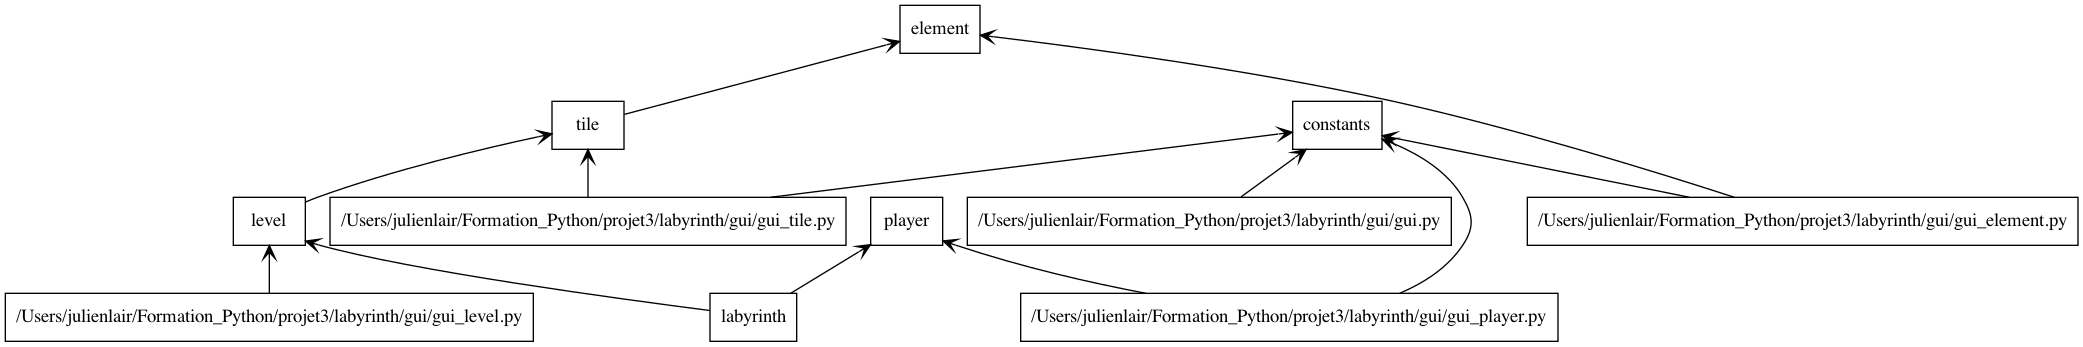 element
tile
constants
level
/Users/julienlair/Formation_Python/projet3/labyrinth/gui/gui_tile.py
player
/Users/julienlair/Formation_Python/projet3/labyrinth/gui/gui.py
/Users/julienlair/Formation_Python/projet3/labyrinth/gui/gui_element.py
/Users/julienlair/Formation_Python/projet3/labyrinth/gui/gui_level.py
labyrinth
/Users/julienlair/Formation_Python/projet3/labyrinth/gui/gui_player.py